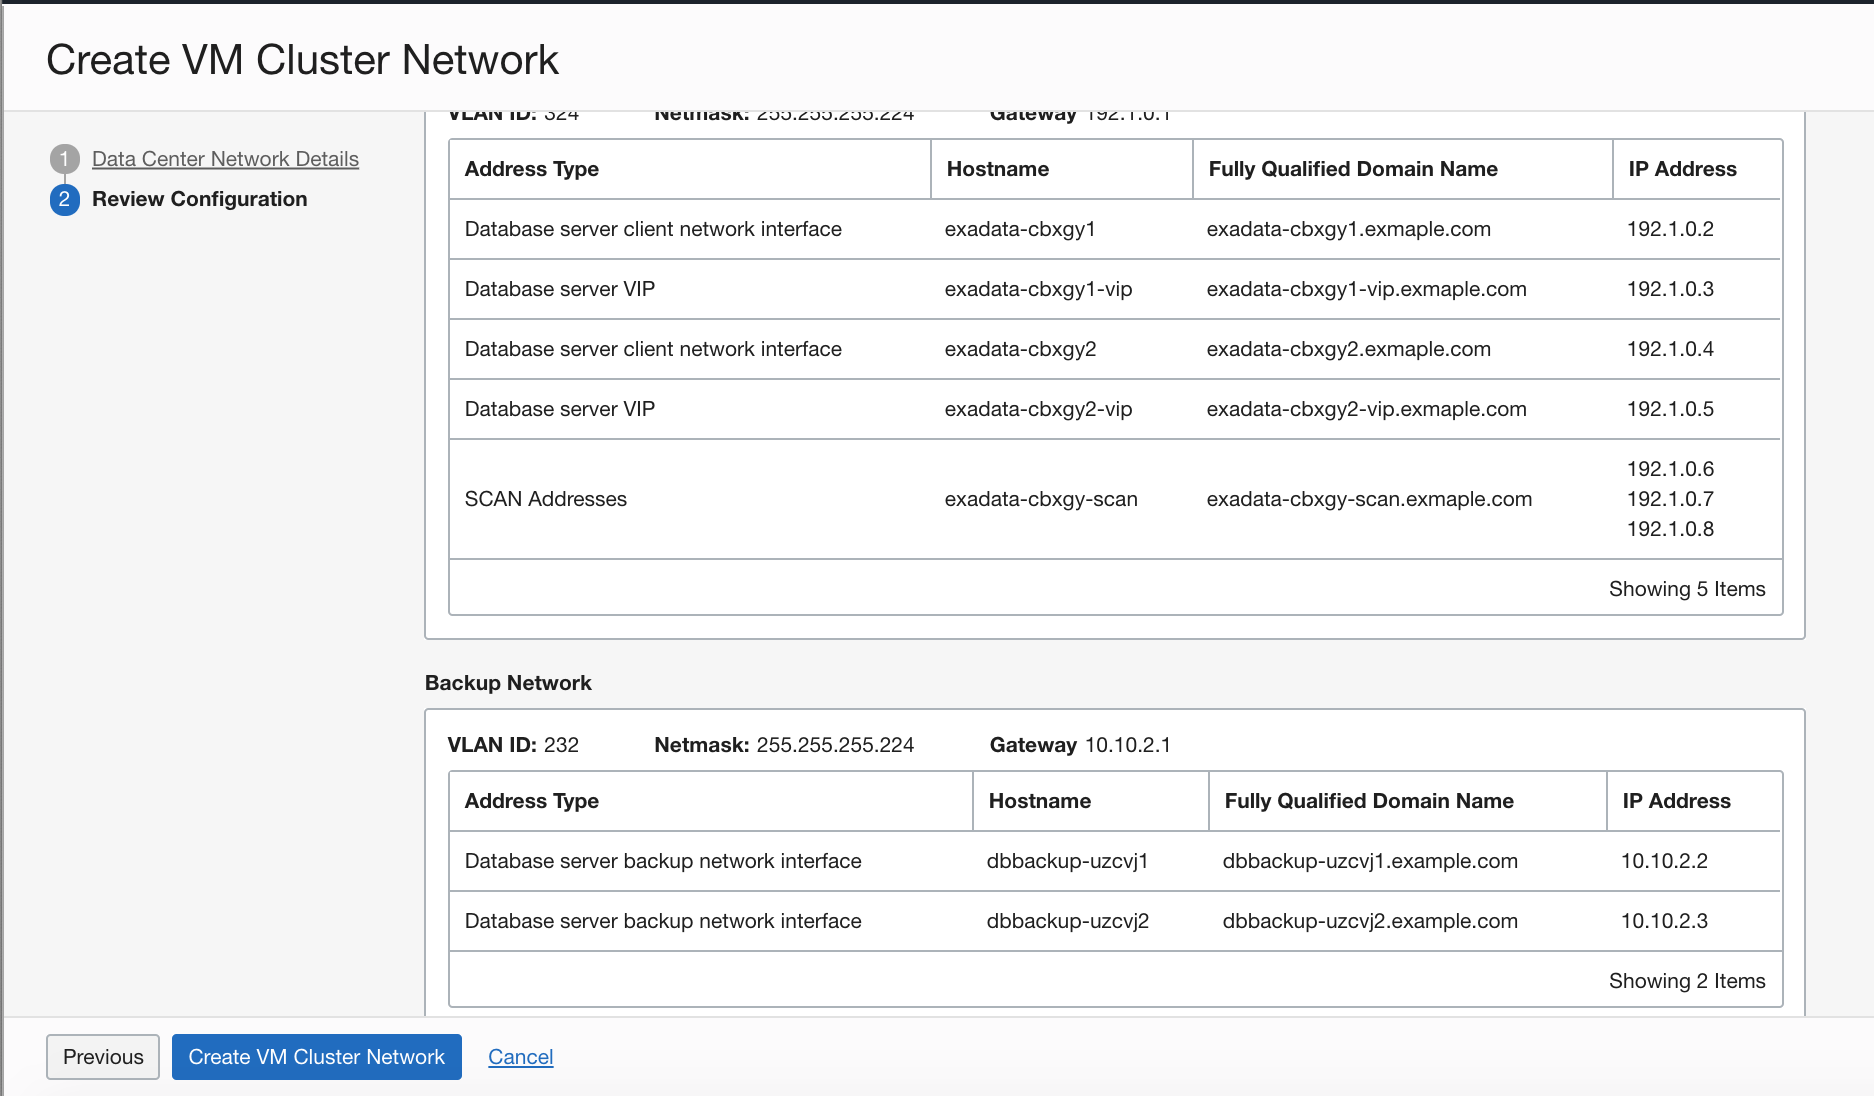 Create VM Cluster Network
1 Data Center Network Details
2 Review Configuration
VLAN ID: 324 Netmask: 255.255.255.224 Gateway 192.1.0.1
Address Type Hostname Fully Qualified Domain Name IP Address
Database server client network interface exadata-cbxgy1 exadata-cbxgy1.exmaple.com 192.1.0.2
Database server VIP exadata-cbxgy1-vip exadata-cbxgy1-vip.exmaple.com 192.1.0.3
Database server client network interface exadata-cbxgy2 exadata-cbxgy2.exmaple.com 192.1.0.4
Database server VIP exadata-cbxgy2-vip exadata-cbxgy2-vip.exmaple.com 192.1.0.5
SCAN Addresses exadata-cbxgy-scan exadata-cbxgy-scan.exmaple.com 192.1.0.6
192.1.0.7
192.1.0.8
Showing 5 Items
Backup Network
VLAN ID: 232 Netmask: 255.255.255.224 Gateway 10.10.2.1
Address Type Hostname Fully Qualified Domain Name IP Address
Database server backup network interface dbbackup-uzcvj1 dbbackup-uzcvj1.example.com 10.10.2.2
Database server backup network interface dbbackup-uzcvj2 dbbackup-uzcvj2.example.com 10.10.2.3
Showing 2 Items
Previous Create VM Cluster Network Cancel